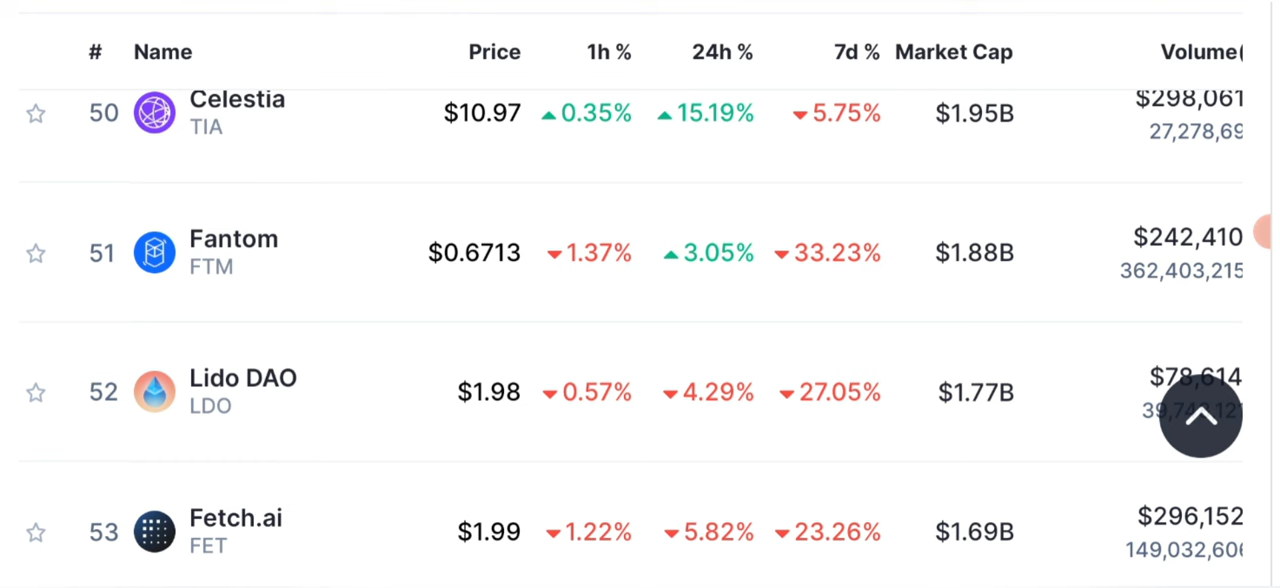 # Name Price 1h % 24h % 7d % Market Cap Volume(
50 Celestia $10.97 0.35% 15.19% 5.75% $1.95B $298,061
TIA 27,278,69
51 Fantom $0.6713 1.37% 3.05% 33.23% $1.88B $242,410
FTM 362,403,215
52 Lido DAO $1.98 0.57% 4.29% 27.05% $1.77B $78,614
LDO
53 Fetch.ai $1.99 1.22% 5.82% 23.26% $1.69B $296,152
FET 149,032,60